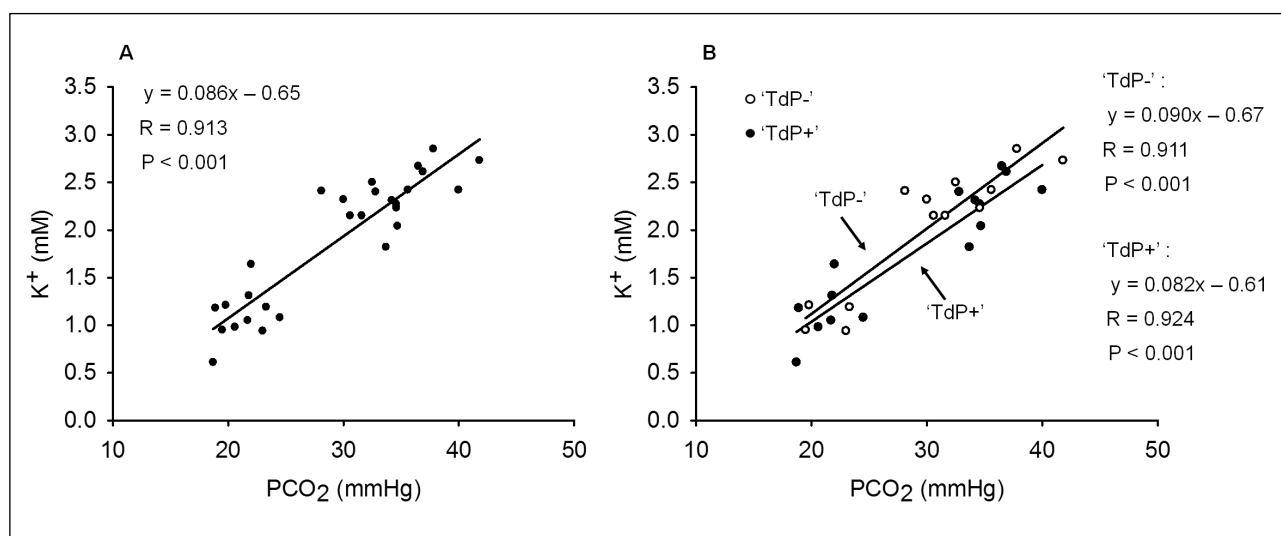 A
y = 0.086x – 0.65
R = 0.913
P < 0.001
3.5
3.0
2.5
2.0
1.5
1.0
0.5
0.0
K+ (mM)
10 20 30 40 50
PCO2 (mmHg)
B
'TdP-'
'TdP+'
'TdP-'
'TdP+'
3.5
3.0
2.5
2.0
1.5
1.0
0.5
0.0
K+ (mM)
10 20 30 40 50
PCO2 (mmHg)
'TdP-' :
y = 0.090x – 0.67
R = 0.911
P < 0.001
'TdP+' :
y = 0.082x – 0.61
R = 0.924
P < 0.001